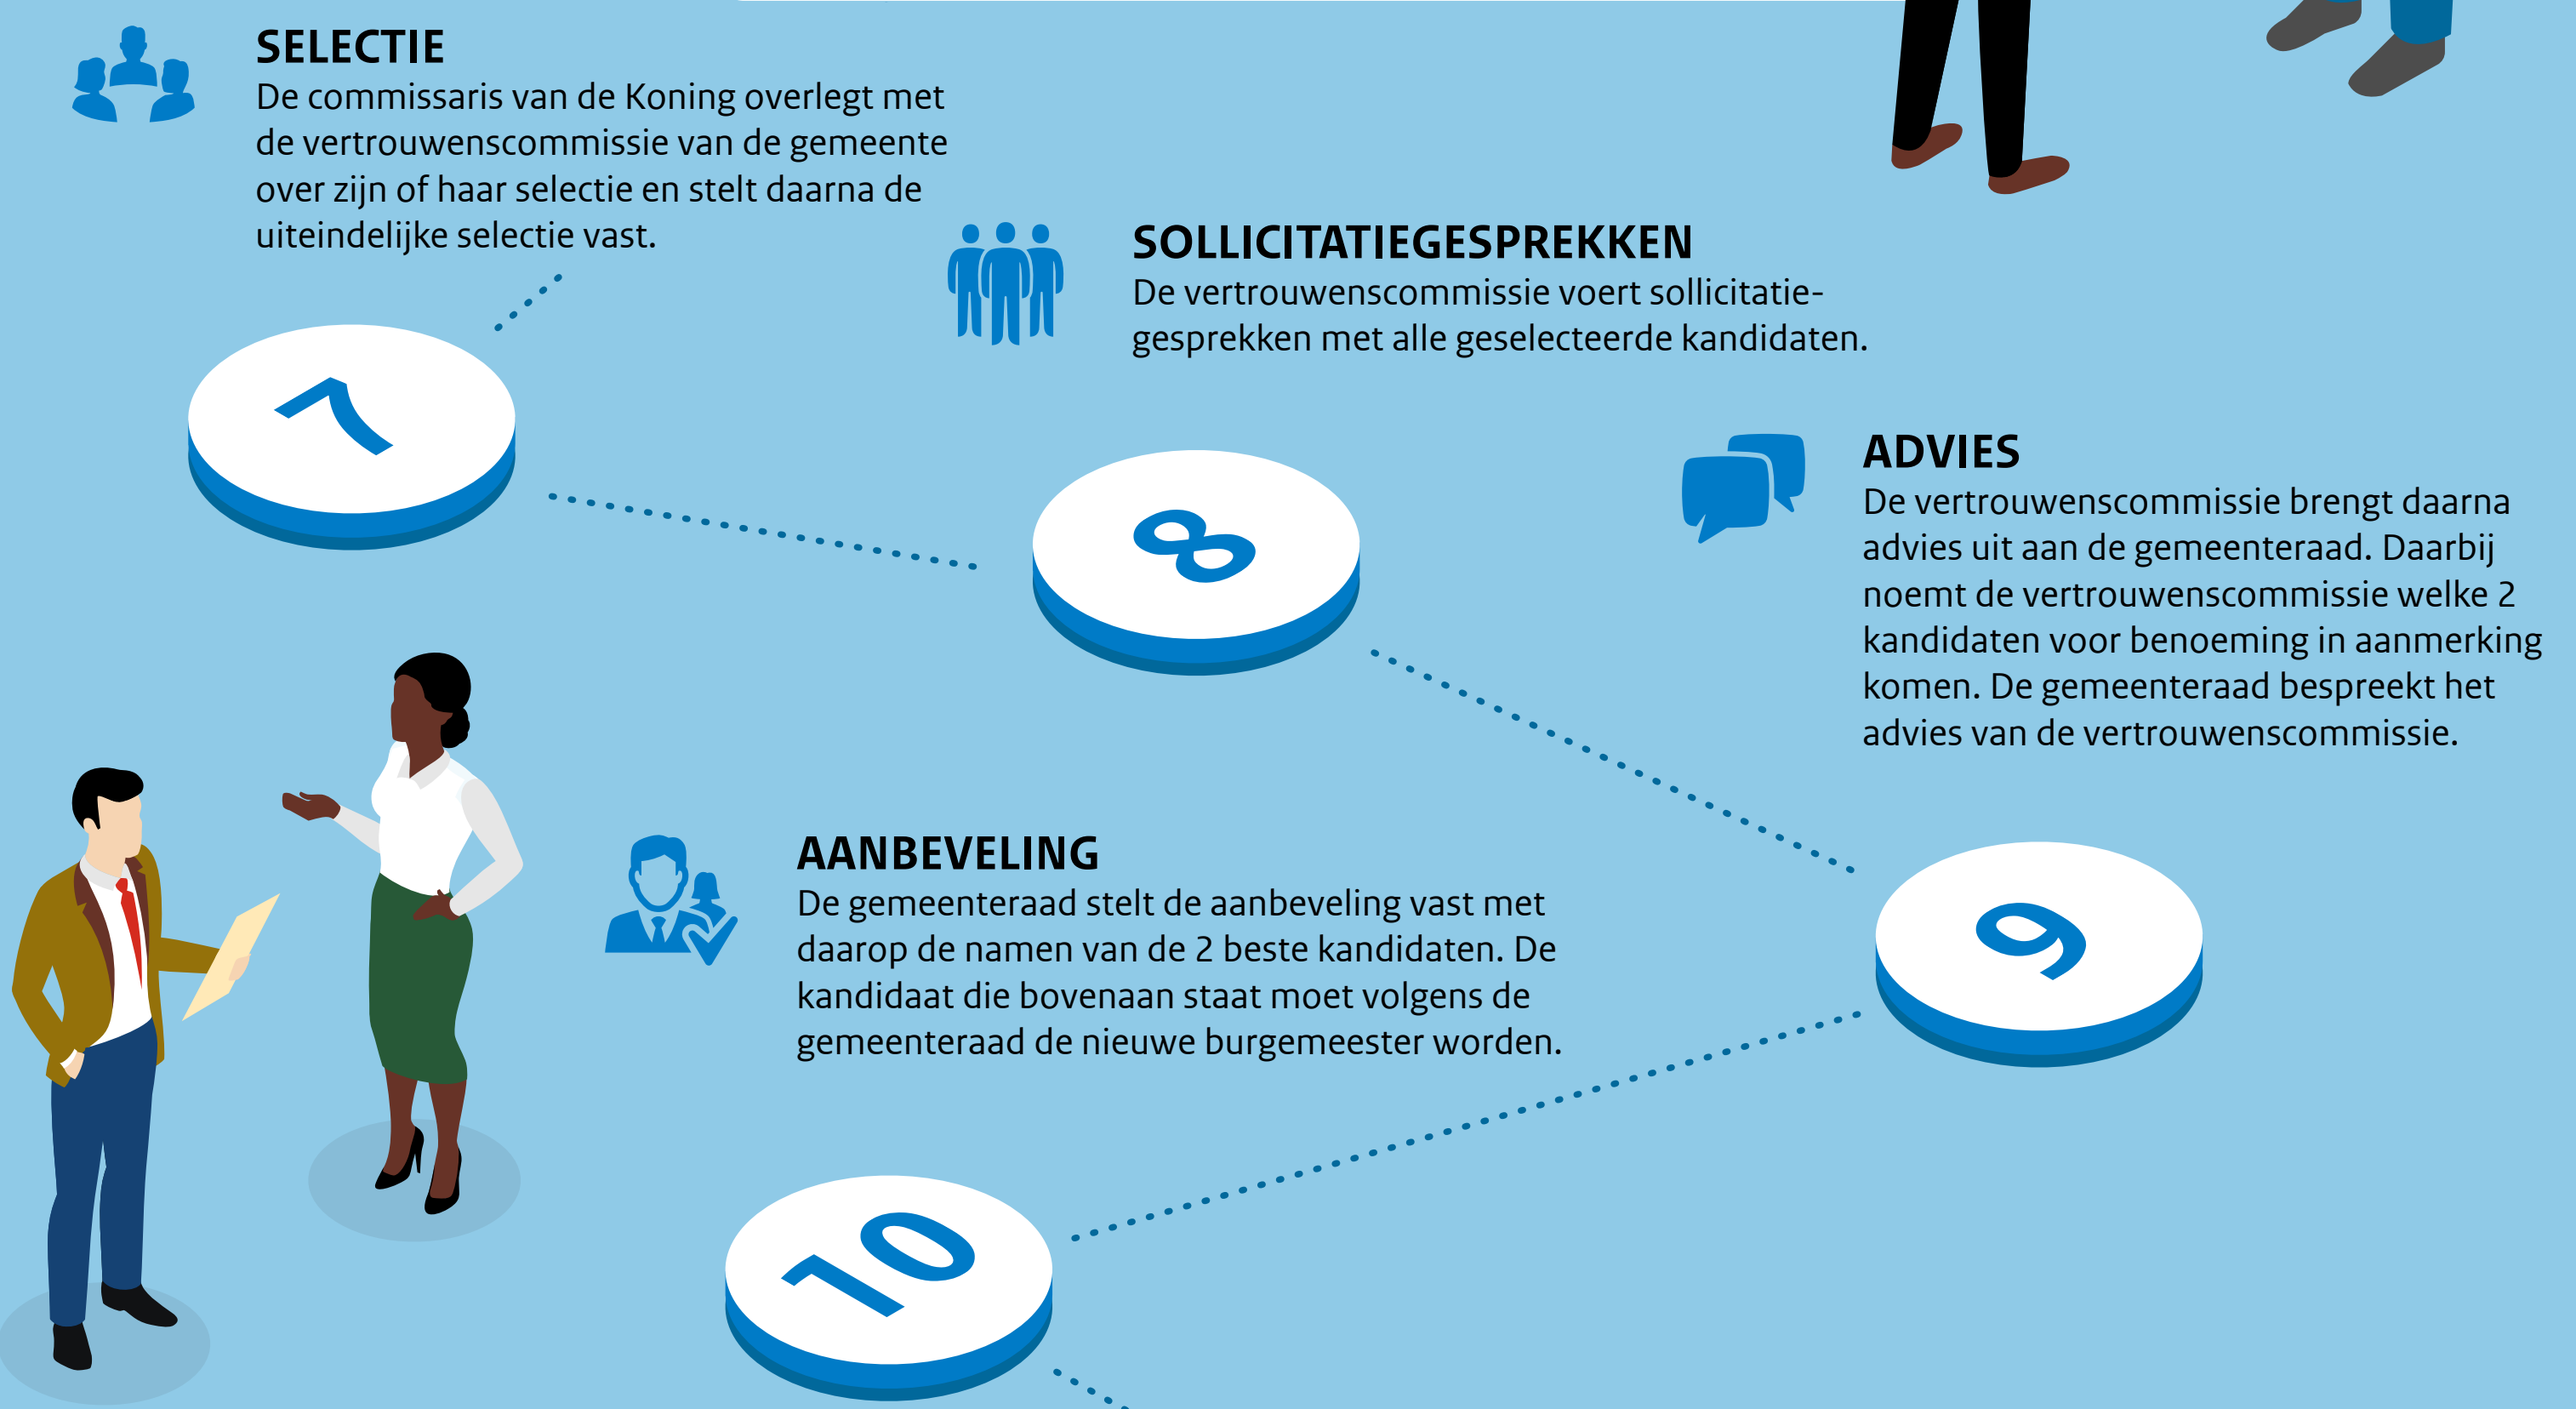 SELECTIE
De commissaris van de Koning overlegt met
de vertrouwenscommissie van de gemeente
over zijn of haar selectie en stelt daarna de
uiteindelijke selectie vast.
7
SOLLICITATIEGESPREKKEN
De vertrouwenscommissie voert sollicitatie-
gesprekken met alle geselecteerde kandidaten.
8
ADVIES
De vertrouwenscommissie brengt daarna
advies uit aan de gemeenteraad. Daarbij
noemt de vertrouwenscommissie welke 2
kandidaten voor benoeming in aanmerking
komen. De gemeenteraad bespreekt het
advies van de vertrouwenscommissie.
9
AANBEVELING
De gemeenteraad stelt de aanbeveling vast met
daarop de namen van de 2 beste kandidaten. De
kandidaat die bovenaan staat moet volgens de
gemeenteraad de nieuwe burgemeester worden.
10